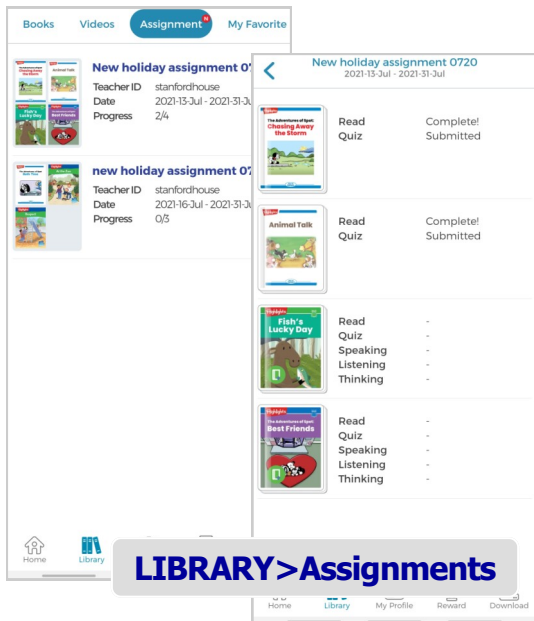 Books Videos Assignment N My Favorite
New holiday assignment 07
Teacher ID stanfordhouse
Date 2021-13-Jul - 2021-31-Ju
Progress 2/4
new holiday assignment 07
Teacher ID stanfordhouse
Date 2021-16-Jul - 2021-31-Ju
Progress 0/3
Home Library
New holiday assignment 0720
2021-13-Jul - 2021-31-Jul
The Adventures of Spot:
Chasing Away
the Storm
Read Complete!
Quiz Submitted
Animal Talk
Read Complete!
Quiz Submitted
Highlights
Fish's
Lucky Day
Read -
Quiz -
Speaking -
Listening -
Thinking -
Highlights
The Adventures of Spot:
Best Friends
Read -
Quiz -
Speaking -
Listening -
Thinking -
LIBRARY>Assignments
Home Library My Profile Reward Download